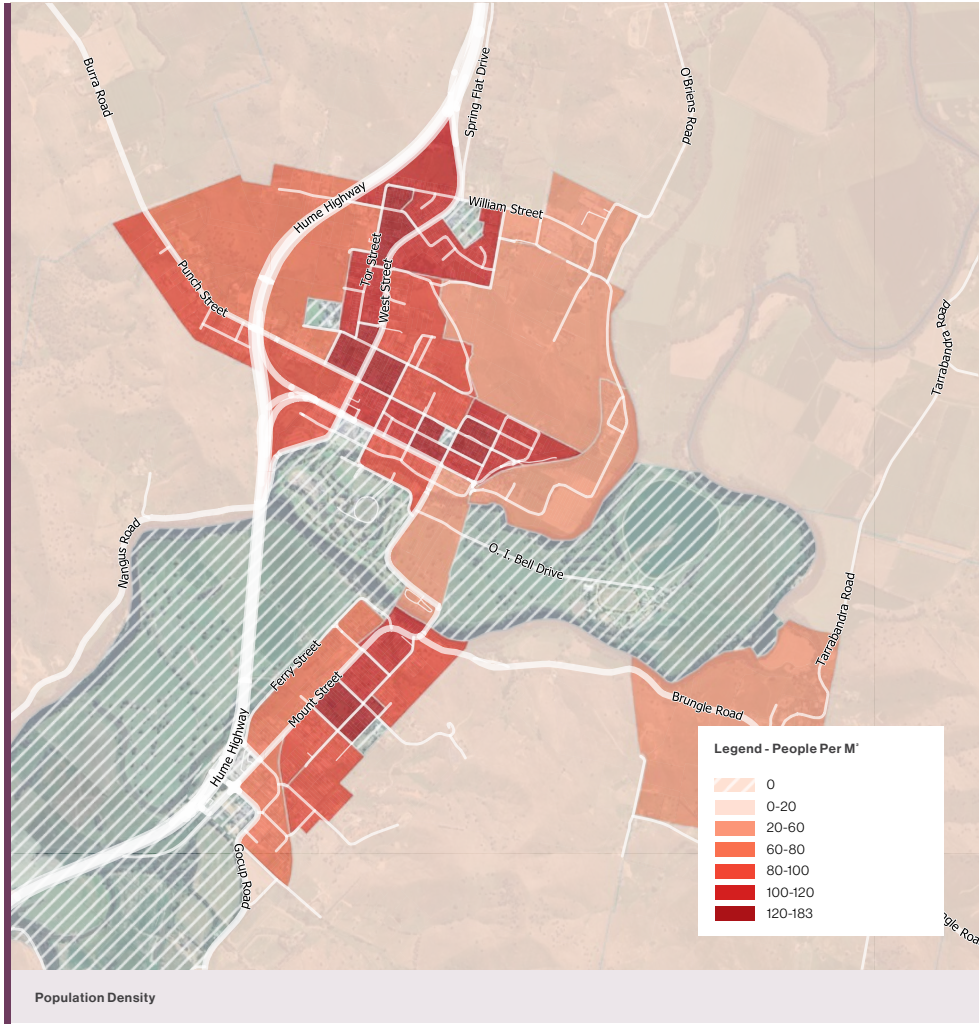 Burra Road
Spring Flat Drive
O'Briens Road
Hume Highway
William Street
Tor Street
West Street
Punch Street
Tarrabandra Road
Nangus Road
O. I. Bell Drive
Tarrabandra Road
Ferry Street
Mount Street
Brungle Road
Hume Highway
Gocup Road
Legend - People Per M²
0
0-20
20-60
60-80
80-100
100-120
120-183
Population Density